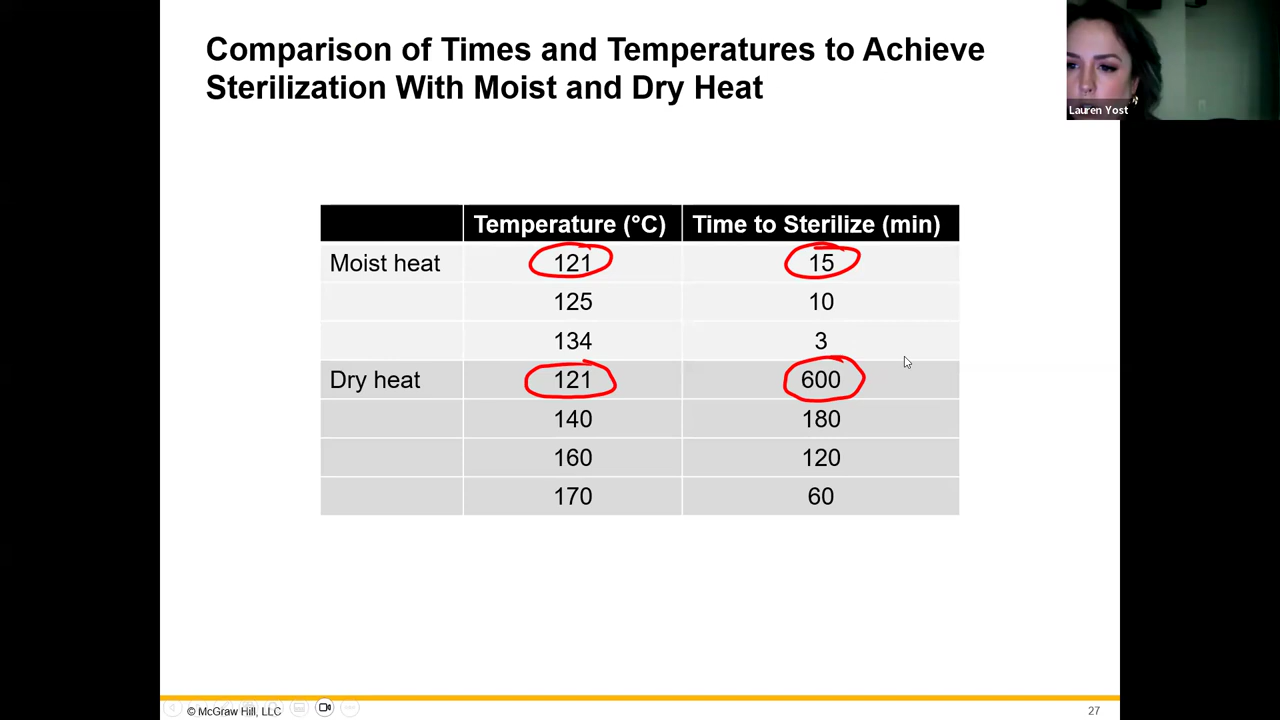 Comparison of Times and Temperatures to Achieve
Sterilization With Moist and Dry Heat
Lauren Yost
Temperature (°C) Time to Sterilize (min)
Moist heat 121 15
125 10
134 3
Dry heat 121 600
140 180
160 120
170 60
© McGraw Hill, LLC 27